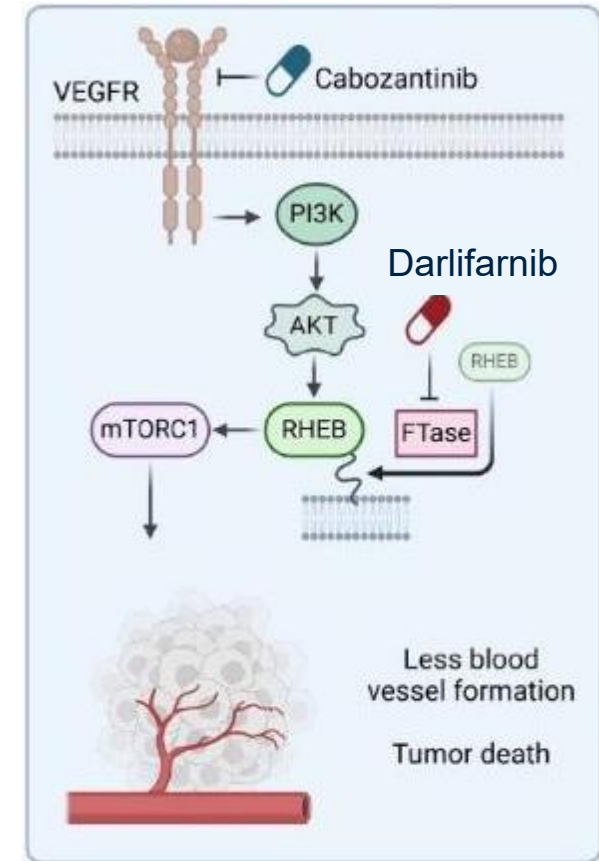 VEGFR
Cabozantinib
PI3K
Darlifarnib
AKT
RHEB
mTORC1
RHEB
FTase
Less blood
vessel formation
Tumor death